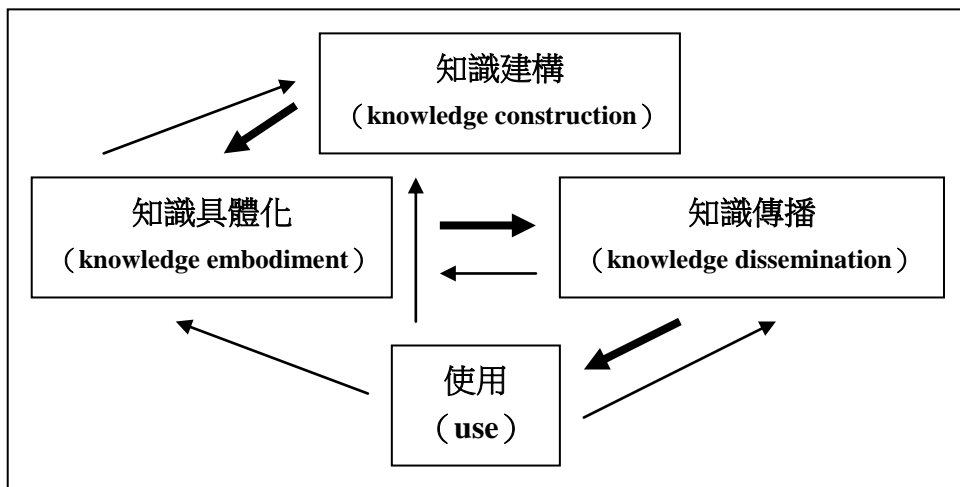 知識建構
（knowledge construction）
知識具體化
（knowledge embodiment）
知識傳播
（knowledge dissemination）
使用
（use）